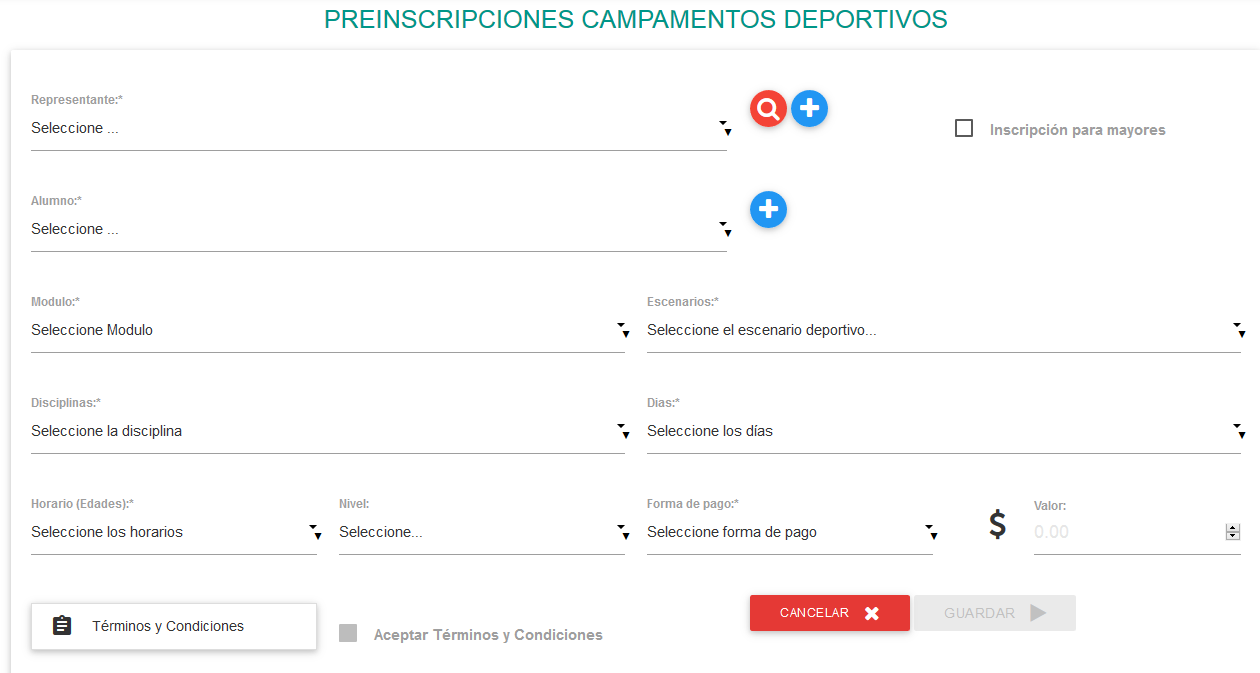 PREINSCRIPCIONES CAMPAMENTOS DEPORTIVOS
Representante:*
Seleccione ...
Inscripción para mayores
Alumno:*
Seleccione ...
Modulo:*
Seleccione Modulo
Escenarios:*
Seleccione el escenario deportivo...
Disciplinas:*
Seleccione la disciplina
Dias:*
Seleccione los días
Horario (Edades):*
Seleccione los horarios
Nivel:
Seleccione...
Forma de pago:*
Seleccione forma de pago
$
Valor:
0.00
Términos y Condiciones
Aceptar Términos y Condiciones
CANCELAR
GUARDAR